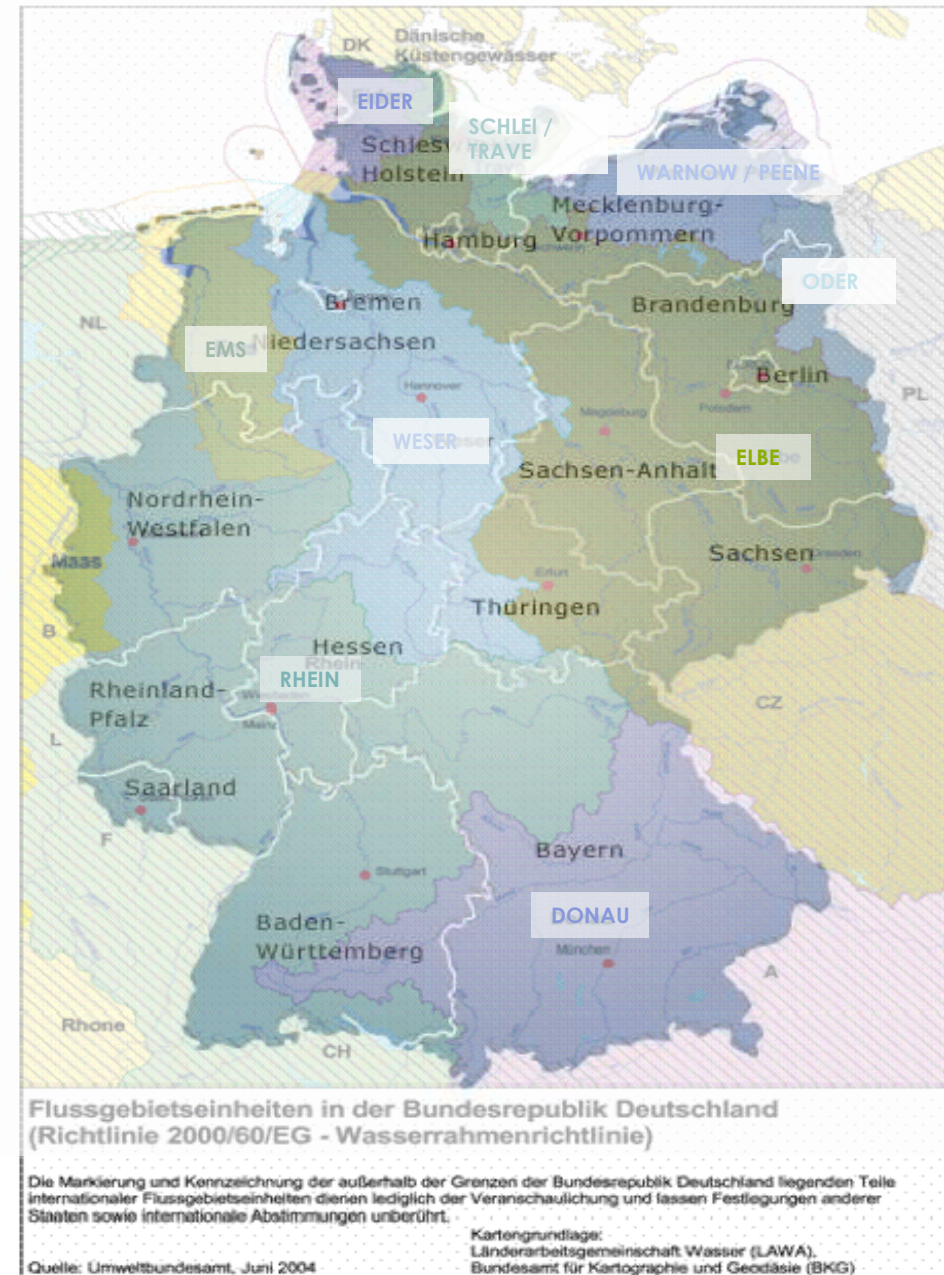 DK
Dänische
Küstengewässer
EIDER
SCHLEI /
TRAVE
Schleswig
Holstein
WARNOW / PEENE
Mecklenburg-
Vorpommern
Hamburg
ODER
Bremen
Brandenburg
NL
EMS
Niedersachsen
Berlin
Hannover
PL
Magdeburg
Potsdam
WESER
ELBE
Sachsen-Anhalt
Nordrhein-
Westfalen
Maas
Sachsen
Dresden
Erfurt
Thüringen
B
Hessen
Rhein
RHEIN
Rheinland-
Pfalz
Wiesbaden
Mainz
CZ
L
Saarland
F
Bayern
Stuttgart
DONAU
Baden-
Württemberg
München
A
Rhone
CH
Flussgebietseinheiten in der Bundesrepublik Deutschland
(Richtlinie 2000/60/EG - Wasserrahmenrichtlinie)
Die Markierung und Kennzeichnung der außerhalb der Grenzen der Bundesrepublik Deutschland liegenden Teile
internationaler Flussgebietseinheiten dienen lediglich der Veranschaulichung und lassen Festlegungen anderer
Staaten sowie internationale Abstimmungen unberührt.
Kartengrundlage:
Länderarbeitsgemeinschaft Wasser (LAWA),
Quelle: Umweltbundesamt, Juni 2004
Bundesamt für Kartographie und Geodäsie (BKG)